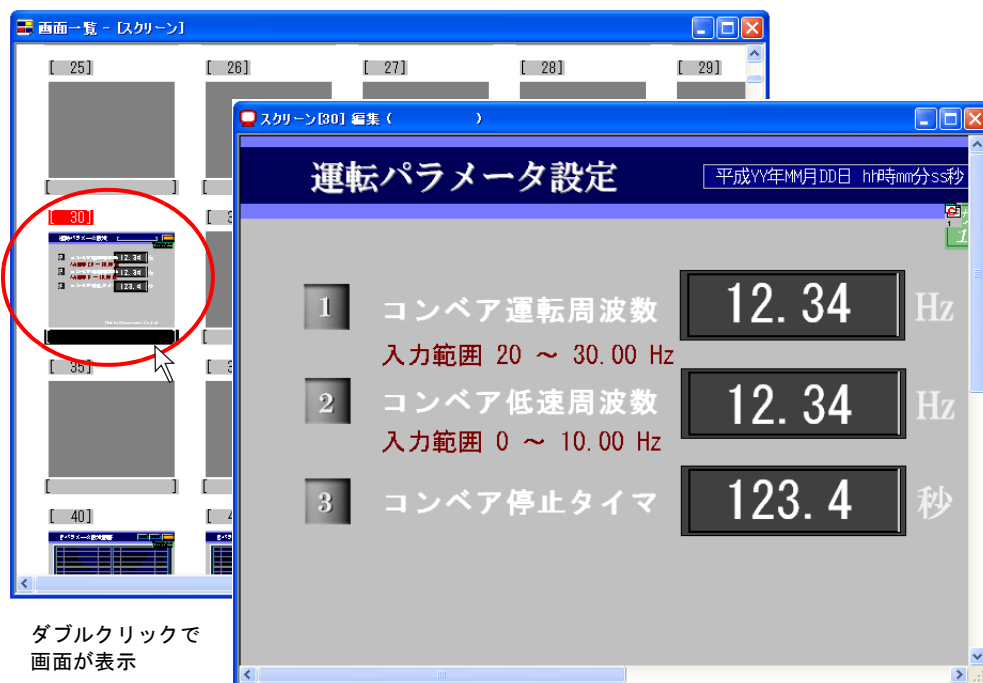 画面一覧 - [スクリーン]
[ 25]
[ 26]
[ 27]
[ 28]
[ 29]
[ 30]
[ 35]
[ 40]
スクリーン[30] 編集 ( )
運転パラメータ設定
平成YY年MM月DD日 hh時mm分ss秒
1
1 コンベア運転周波数 12.34 Hz
入力範囲 20 ～ 30.00 Hz
2 コンベア低速周波数 12.34 Hz
入力範囲 0 ～ 10.00 Hz
3 コンベア停止タイマ 123.4 秒
ダブルクリックで
画面が表示